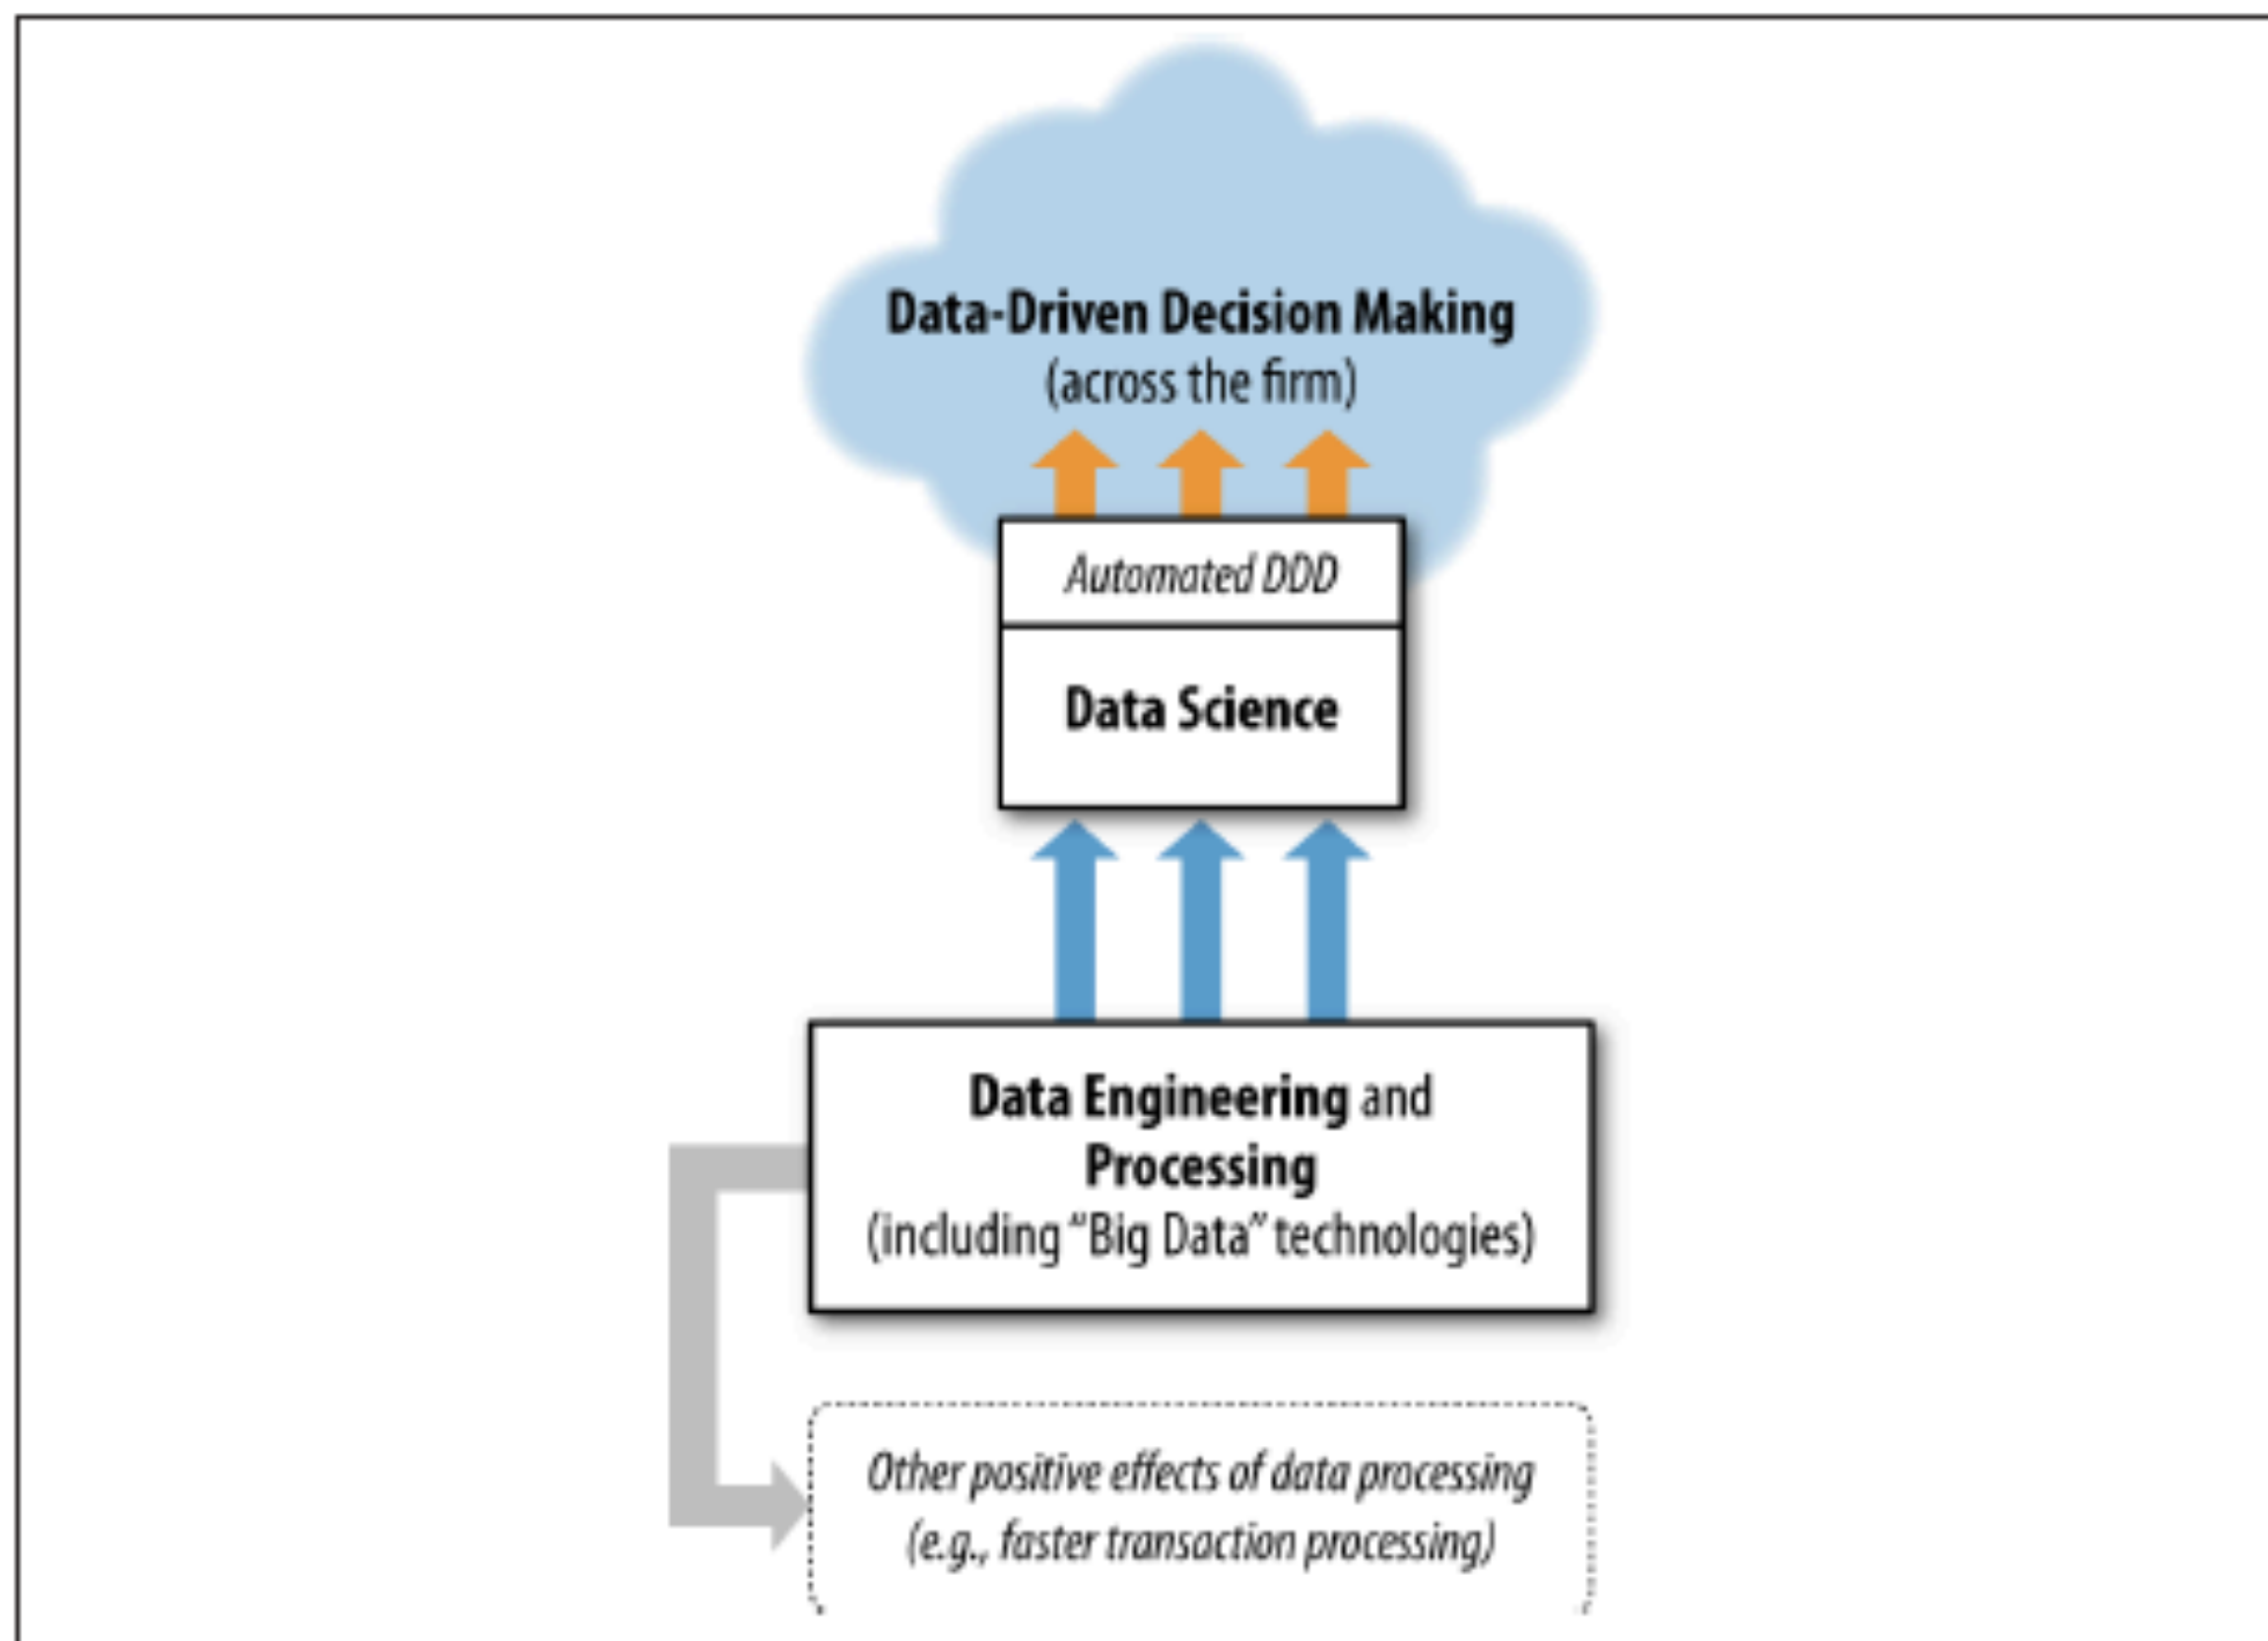 Data-Driven Decision Making
(across the firm)
Automated DDD
Data Science
Data Engineering and
Processing
(including “Big Data” technologies)
Other positive effects of data processing
(e.g., faster transaction processing)